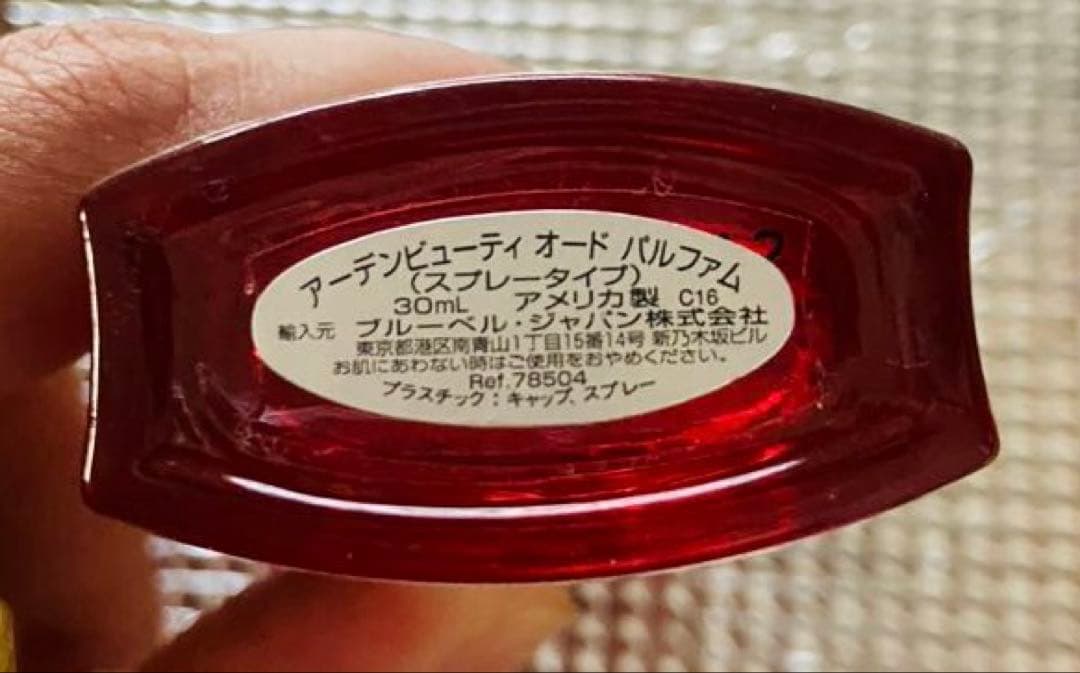 アーデンビューティ オード パルファム
（スプレータイプ）
30mL アメリカ製 C16
輸入元 ブルーベル・ジャパン株式会社
東京都港区南青山1丁目15番14号 新乃木坂ビル
お肌にあわない時はご使用をおやめください。
Ref.78504
プラスチック：キャップ、スプレー